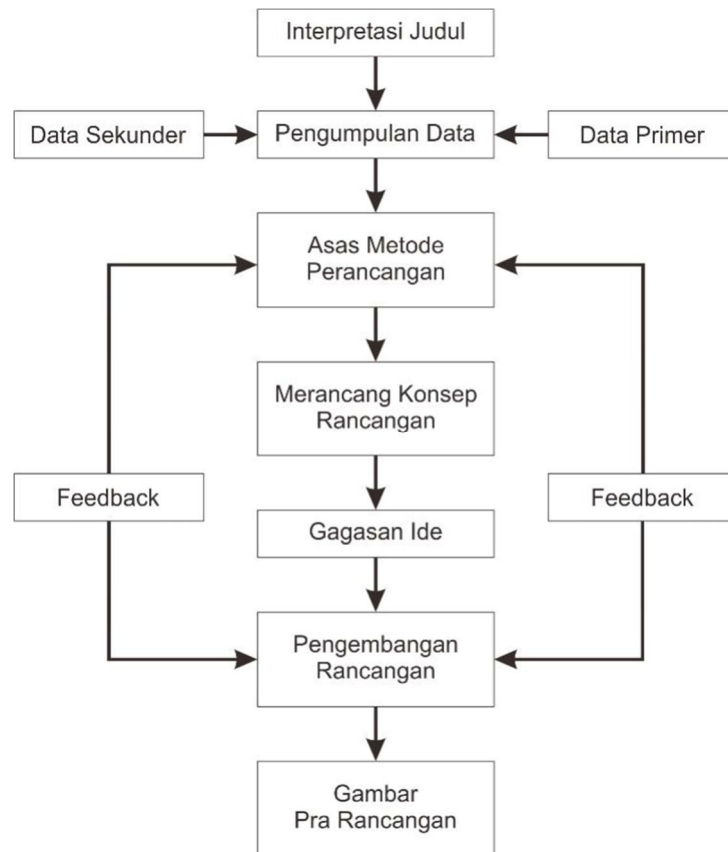 Interpretasi Judul
Data Sekunder
Pengumpulan Data
Data Primer
Asas Metode
Perancangan
Merancang Konsep
Rancangan
Feedback
Feedback
Gagasan Ide
Pengembangan
Rancangan
Gambar
Pra Rancangan